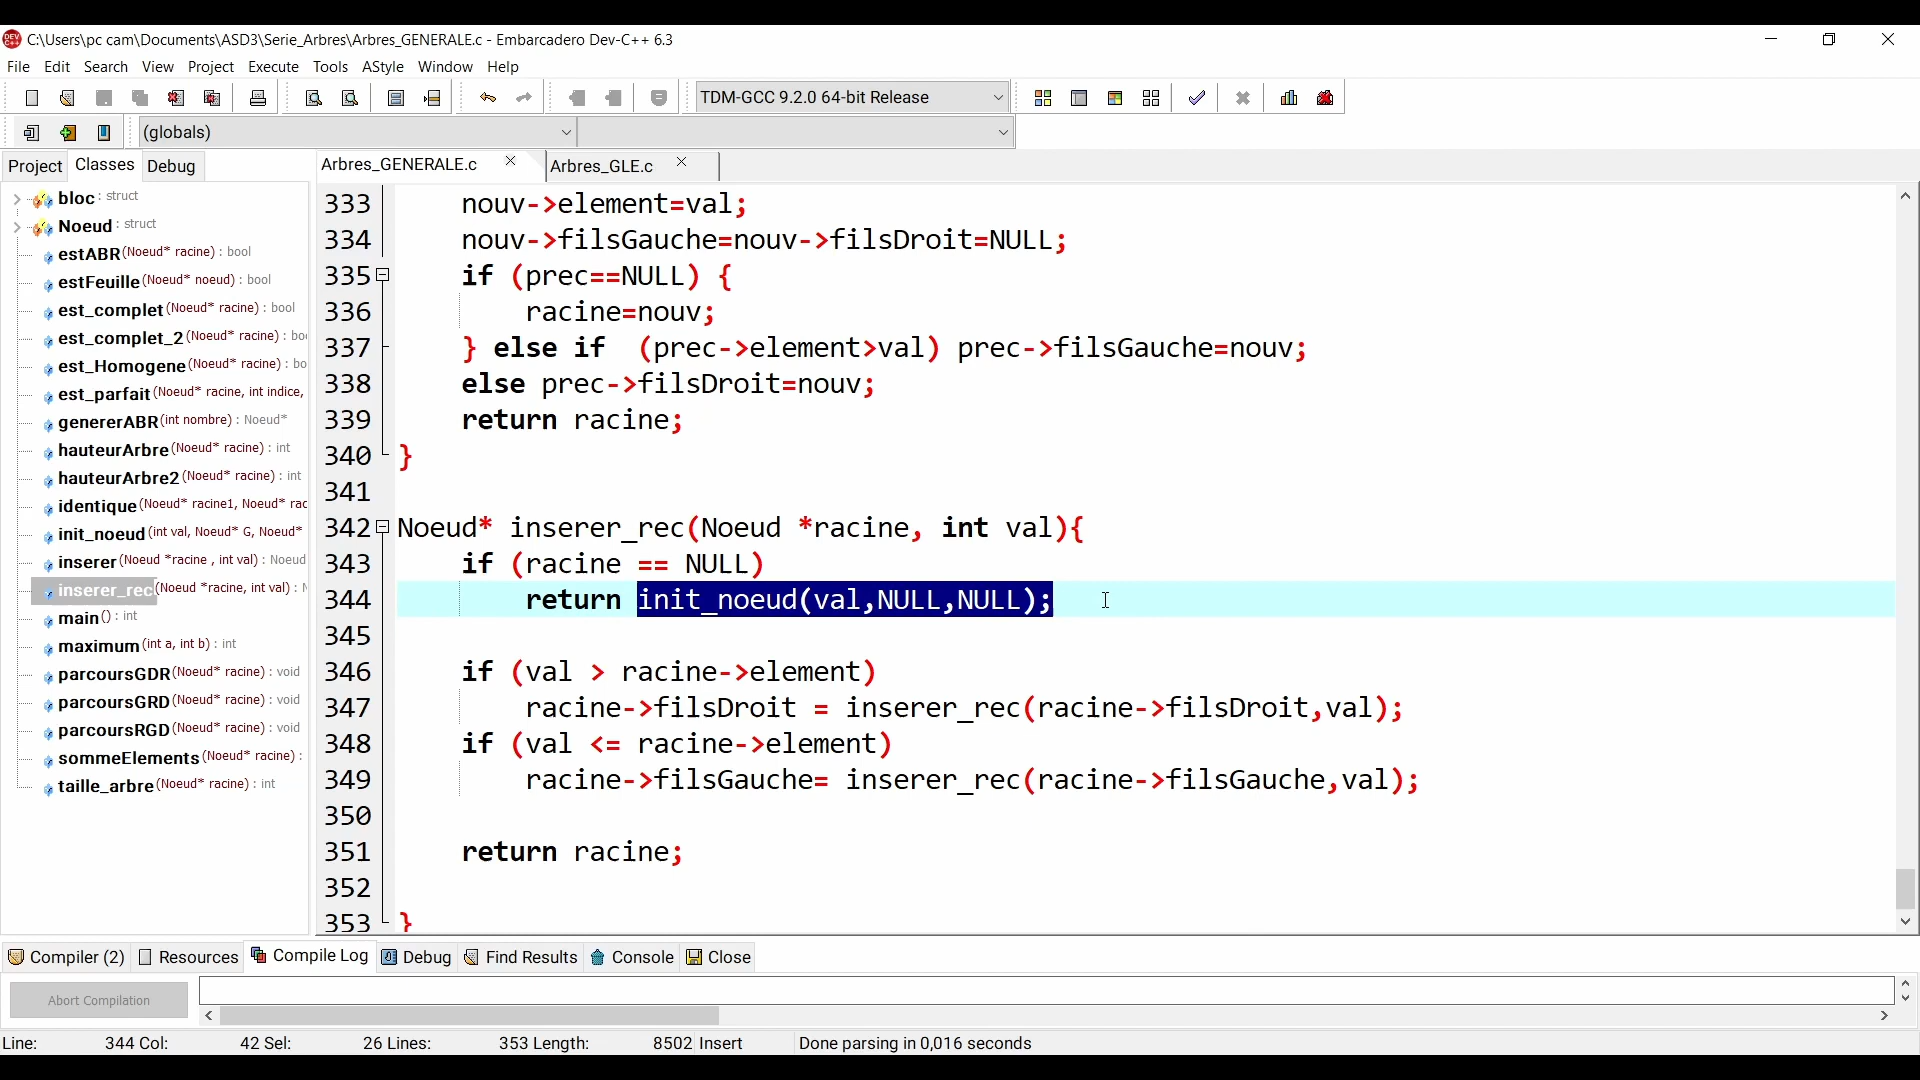 C:\Users\pc cam\Documents\ASD3\Serie_Arbres\Arbres_GENERALE.c - Embarcadero Dev-C++ 6.3
File Edit Search View Project Execute Tools AStyle Window Help
TDM-GCC 9.2.0 64-bit Release
(globals)
Project Classes Debug
Arbres_GENERALE.c Arbres_GLE.c
bloc : struct
Noeud : struct
estABR (Noeud* racine) : bool
estFeuille (Noeud* noeud) : bool
est_complet (Noeud* racine) : bool
est_complet_2 (Noeud* racine) : boo
est_Homogene (Noeud* racine) : bo
est_parfait (Noeud* racine, int indice,
genererABR (int nombre) : Noeud*
hauteurArbre (Noeud* racine) : int
hauteurArbre2 (Noeud* racine) : int
identique (Noeud* racine1, Noeud* rac
init_noeud (int val, Noeud* G, Noeud*
inserer (Noeud *racine , int val) : Noeud
inserer_rec (Noeud *racine, int val) : N
main () : int
maximum (int a, int b) : int
parcoursGDR (Noeud* racine) : void
parcoursGRD (Noeud* racine) : void
parcoursRGD (Noeud* racine) : void
sommeElements (Noeud* racine) :
taille_arbre (Noeud* racine) : int
333 nouv->element=val;
334 nouv->filsGauche=nouv->filsDroit=NULL;
335 if (prec==NULL) {
336 racine=nouv;
337 } else if (prec->element>val) prec->filsGauche=nouv;
338 else prec->filsDroit=nouv;
339 return racine;
340 }
341
342 Noeud* inserer_rec(Noeud *racine, int val){
343 if (racine == NULL)
344 return init_noeud(val,NULL,NULL);
345
346 if (val > racine->element)
347 racine->filsDroit = inserer_rec(racine->filsDroit,val);
348 if (val <= racine->element)
349 racine->filsGauche= inserer_rec(racine->filsGauche,val);
350
351 return racine;
352
353 }
Compiler (2) Resources Compile Log Debug Find Results Console Close
Abort Compilation
Line: 344 Col: 42 Sel: 26 Lines: 353 Length: 8502 Insert Done parsing in 0,016 seconds